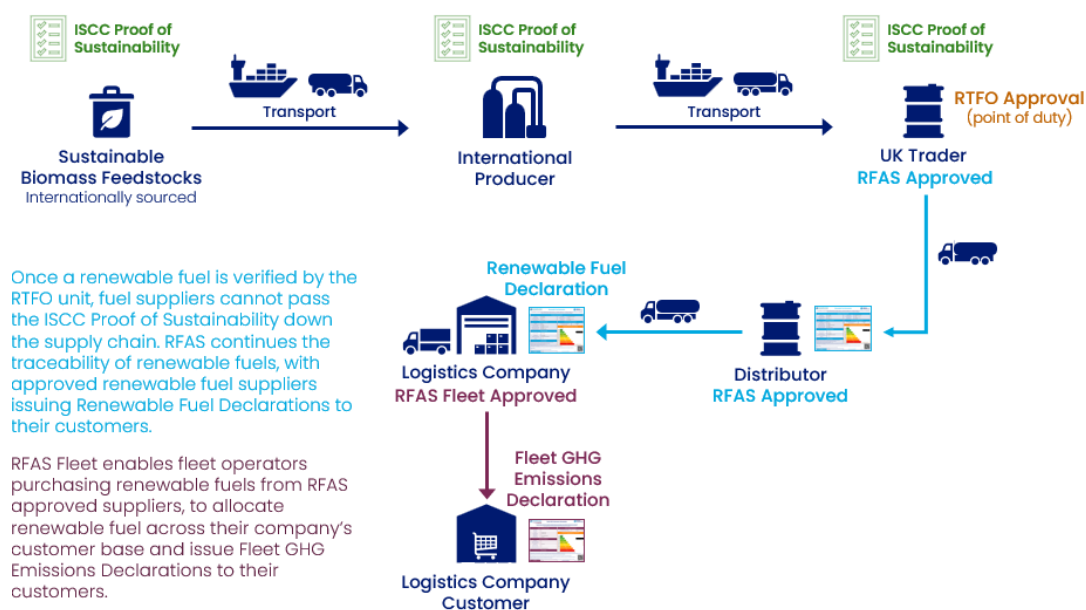 ISCC Proof of
Sustainability
ISCC Proof of
Sustainability
ISCC Proof of
Sustainability
Transport
Transport
RTFO Approval
(point of duty)
Sustainable
Biomass Feedstocks
Internationally sourced
International
Producer
UK Trader
RFAS Approved
Once a renewable fuel is verified by the
RTFO unit, fuel suppliers cannot pass
the ISCC Proof of Sustainability down
the supply chain. RFAS continues the
traceability of renewable fuels, with
approved renewable fuel suppliers
issuing Renewable Fuel Declarations to
their customers.
Renewable Fuel
Declaration
Logistics Company
RFAS Fleet Approved
Distributor
RFAS Approved
RFAS Fleet enables fleet operators
purchasing renewable fuels from RFAS
approved suppliers, to allocate
renewable fuel across their company's
customer base and issue Fleet GHG
Emissions Declarations to their
customers.
Fleet GHG
Emissions
Declaration
Logistics Company
Customer